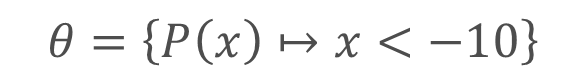 θ = {P(x) ↦ x < −10}